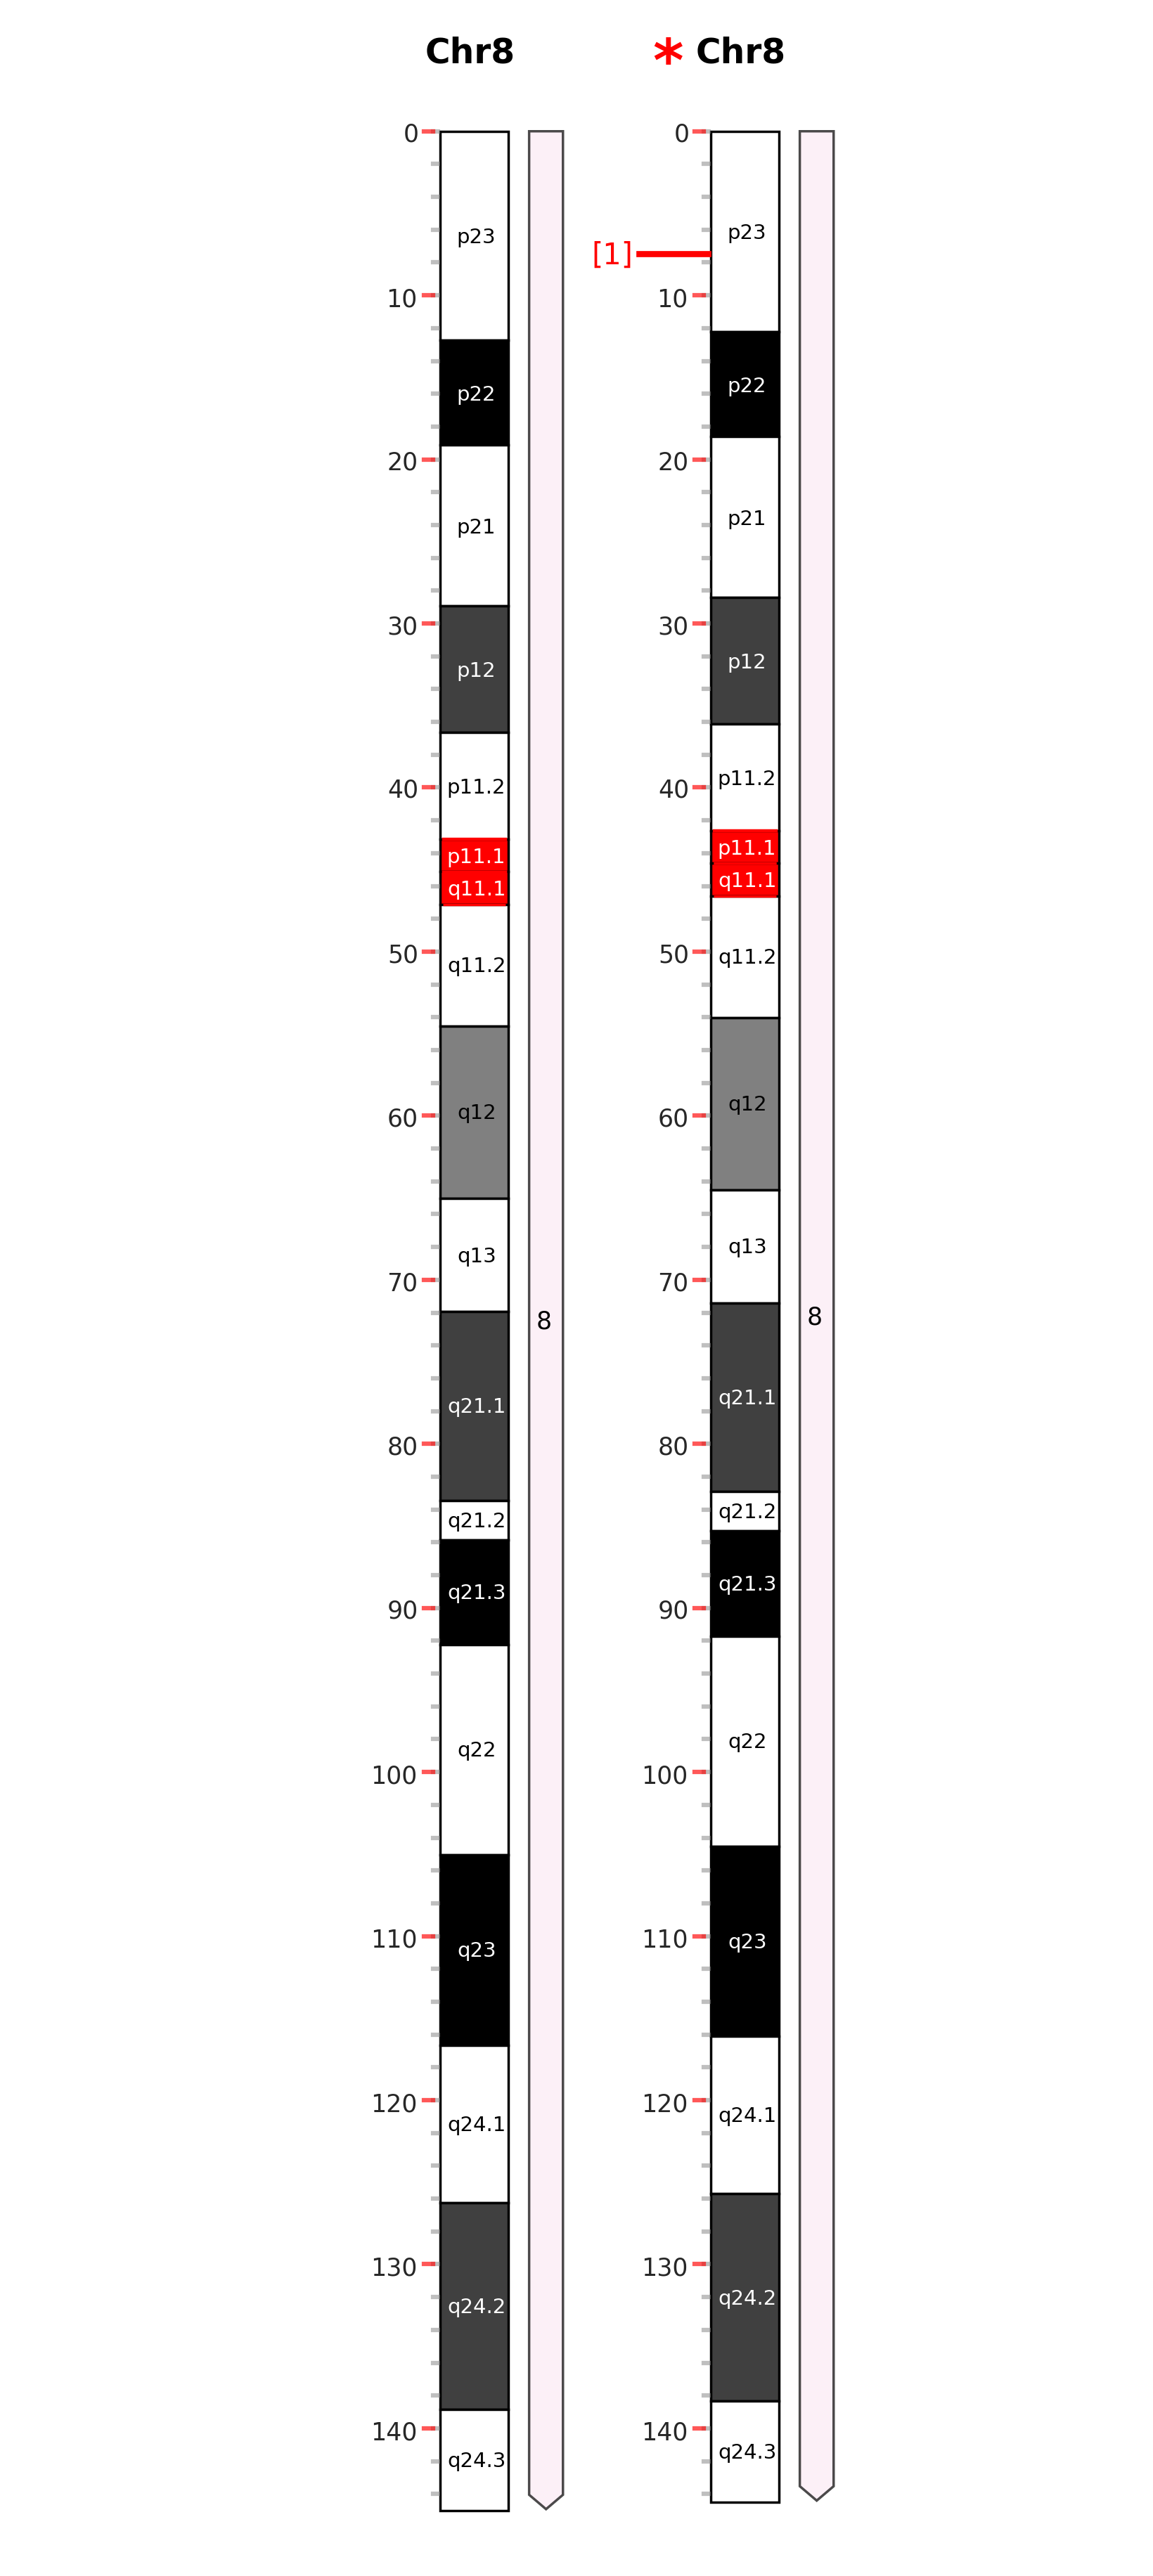 Chr8
0
10
20
30
40
50
60
70
80
90
100
110
120
130
140
p23
p22
p21
p12
p11.2
p11.1
q11.1
q11.2
q12
q13
q21.1
q21.2
q21.3
q22
q23
q24.1
q24.2
q24.3
8
* Chr8
[1]
0
10
20
30
40
50
60
70
80
90
100
110
120
130
140
p23
p22
p21
p12
p11.2
p11.1
q11.1
q11.2
q12
q13
q21.1
q21.2
q21.3
q22
q23
q24.1
q24.2
q24.3
8